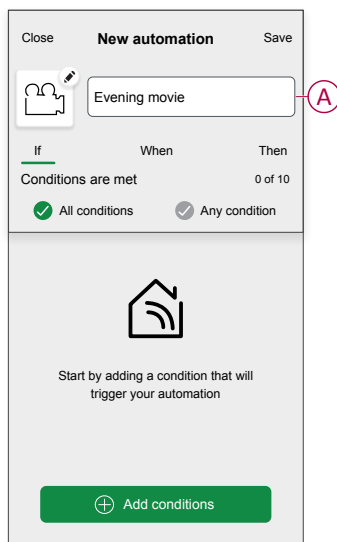 Close New automation Save
Evening movie
A
If When Then
Conditions are met 0 of 10
All conditions Any condition
Start by adding a condition that will
trigger your automation
Add conditions